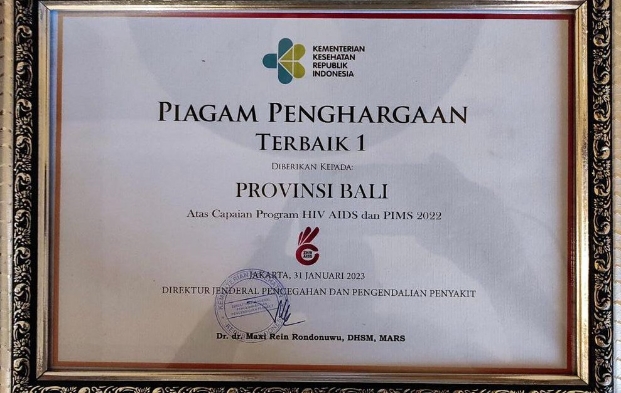 KEMENTERIAN
KESEHATAN
REPUBLIK
INDONESIA
PIAGAM PENGHARGAAN
TERBAIK 1
DIBERIKAN KEPADA:
PROVINSI BALI
Atas Capaian Program HIV AIDS dan PIMS 2022
JAKARTA, 31 JANUARI 2023
DIREKTUR JENDERAL PENCEGAHAN DAN PENGENDALIAN PENYAKIT
Dr. dr. Maxi Rein Rondonuwu, DHSM, MARS